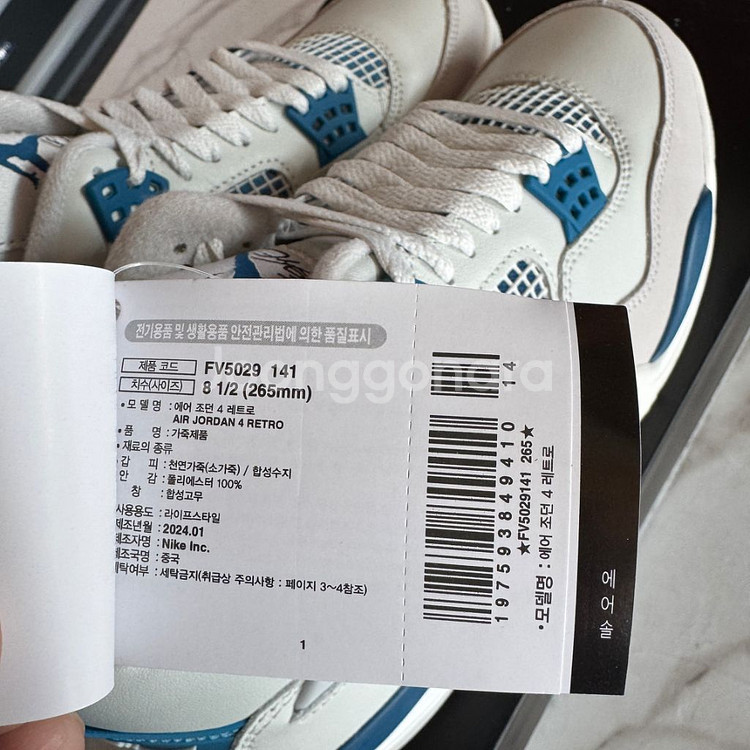 전기용품 및 생활용품 안전관리법에 의한 품질표시
제품 코드 FV5029 141
치수(사이즈) 8 1/2 (265mm)
•모 델 명 : 에어 조던 4 레트로
AIR JORDAN 4 RETRO
•품 명 : 가죽제품
•재료의 종류
갑 피 : 천연가죽(소가죽) / 합성수지
안 감 : 폴리에스터 100%
창 : 합성고무
사용용도 : 라이프스타일
제조년월 : 2024.01
제조자명 : Nike Inc.
제조국명 : 중국
세탁여부 : 세탁금지(취급상 주의사항 : 페이지 3~4참조)
1
197593849410 14
★FV5029141 265★
•모델명 : 에어 조던 4 레트로
에어솔
joonggonara